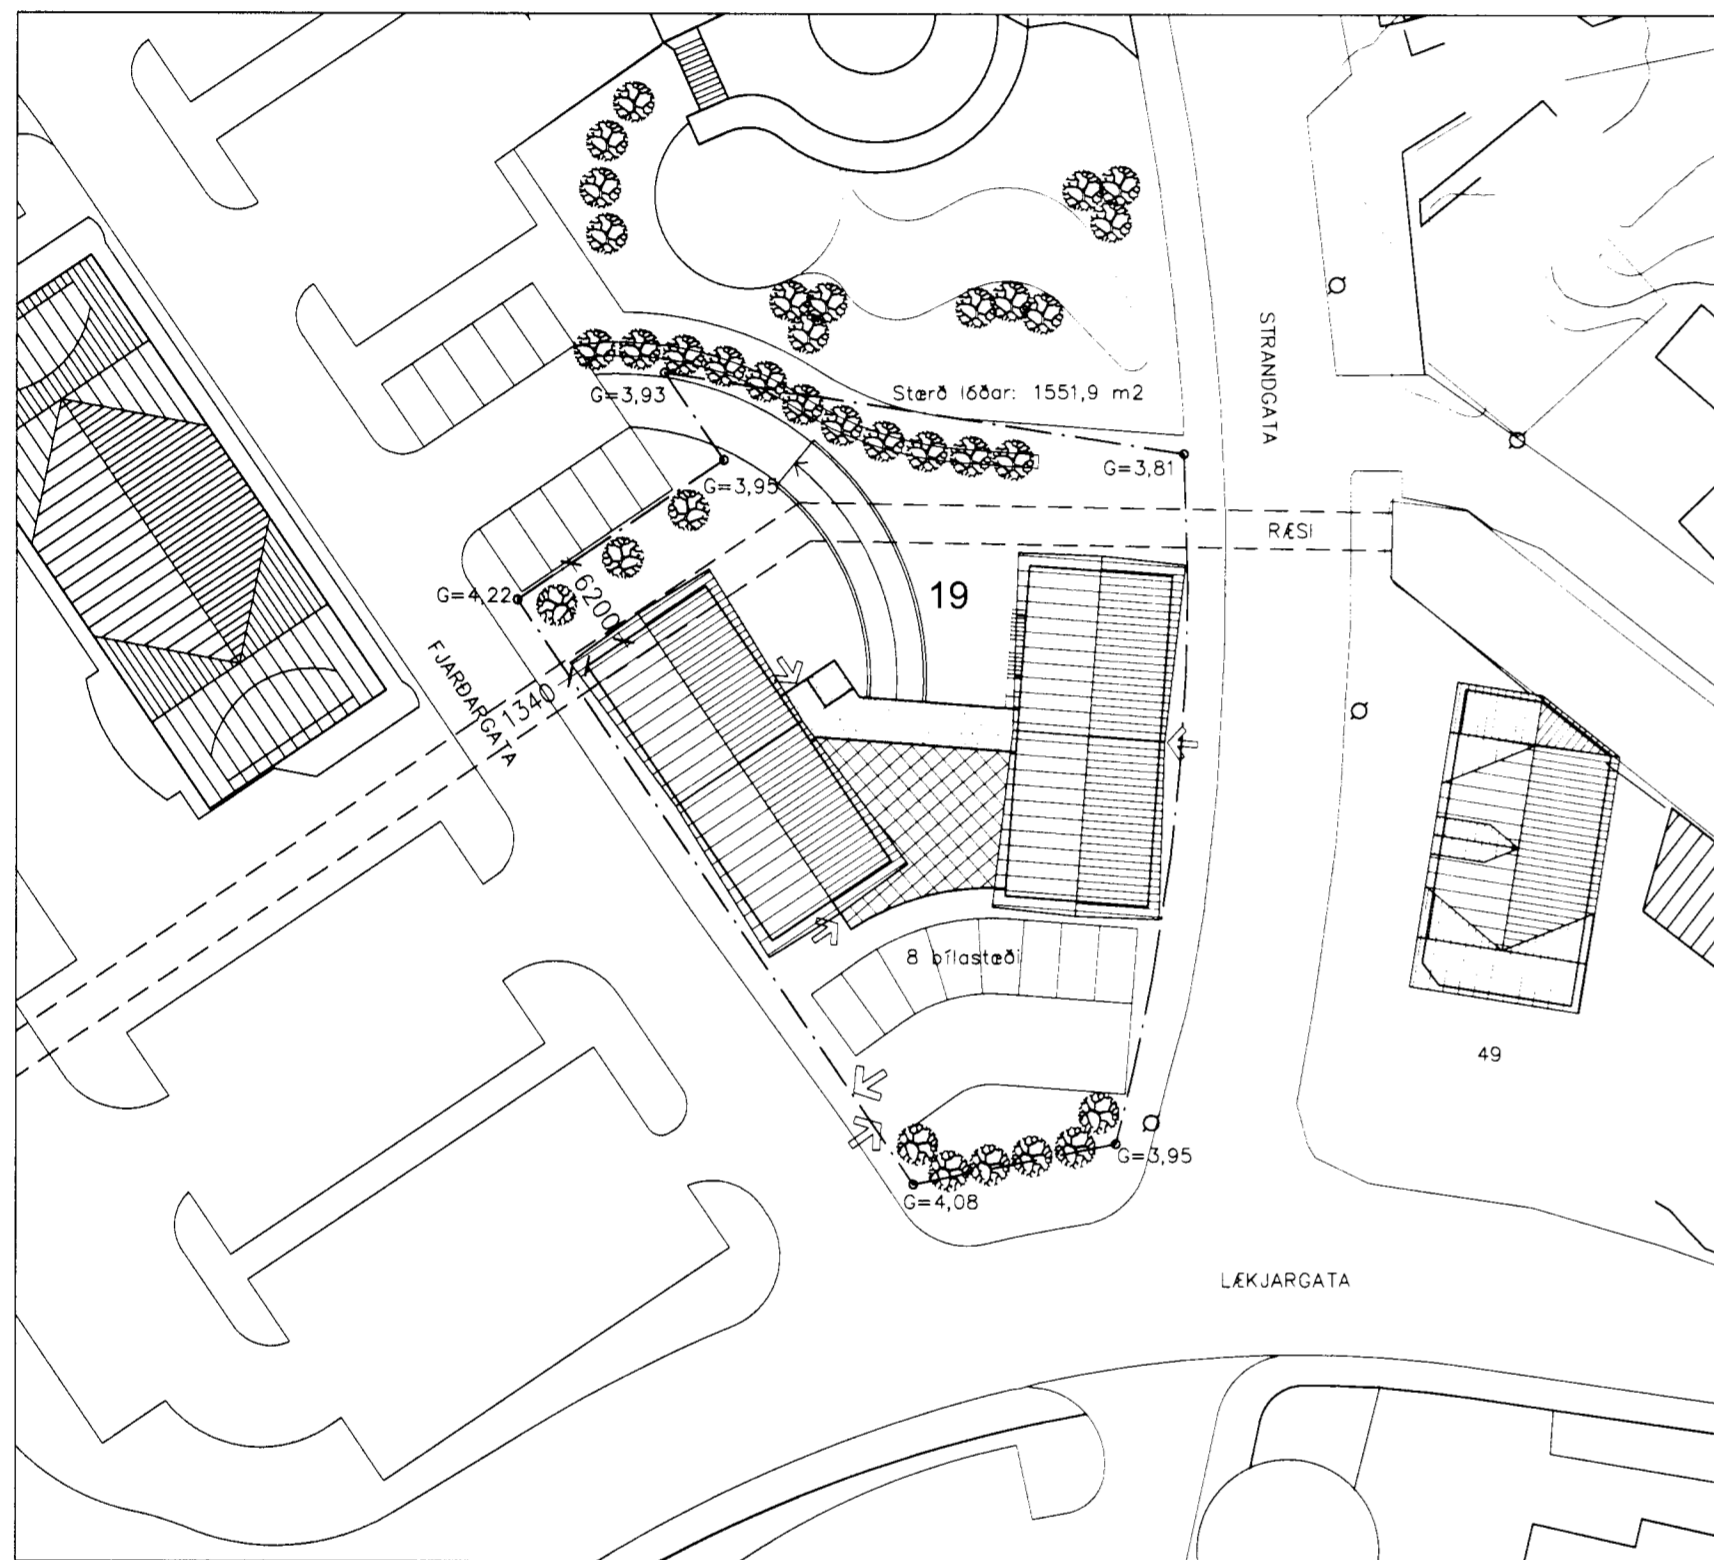 STRANDGATA
Stærð lóðar: 1551,9 m2
G=3,93
G=3,81
G=3,95
RÆSI
G=4,22
6200
19
FJARÐARGATA
1340
8 bílastæði
49
G=3,95
G=4,08
LÆKJARGATA